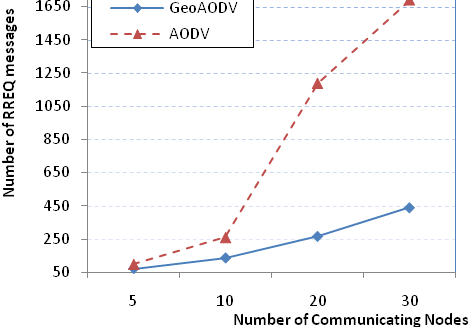 Number of RREQ messages
1650
1450
1250
1050
850
650
450
250
50
GeoAODV
AODV
5 10 20 30
Number of Communicating Nodes